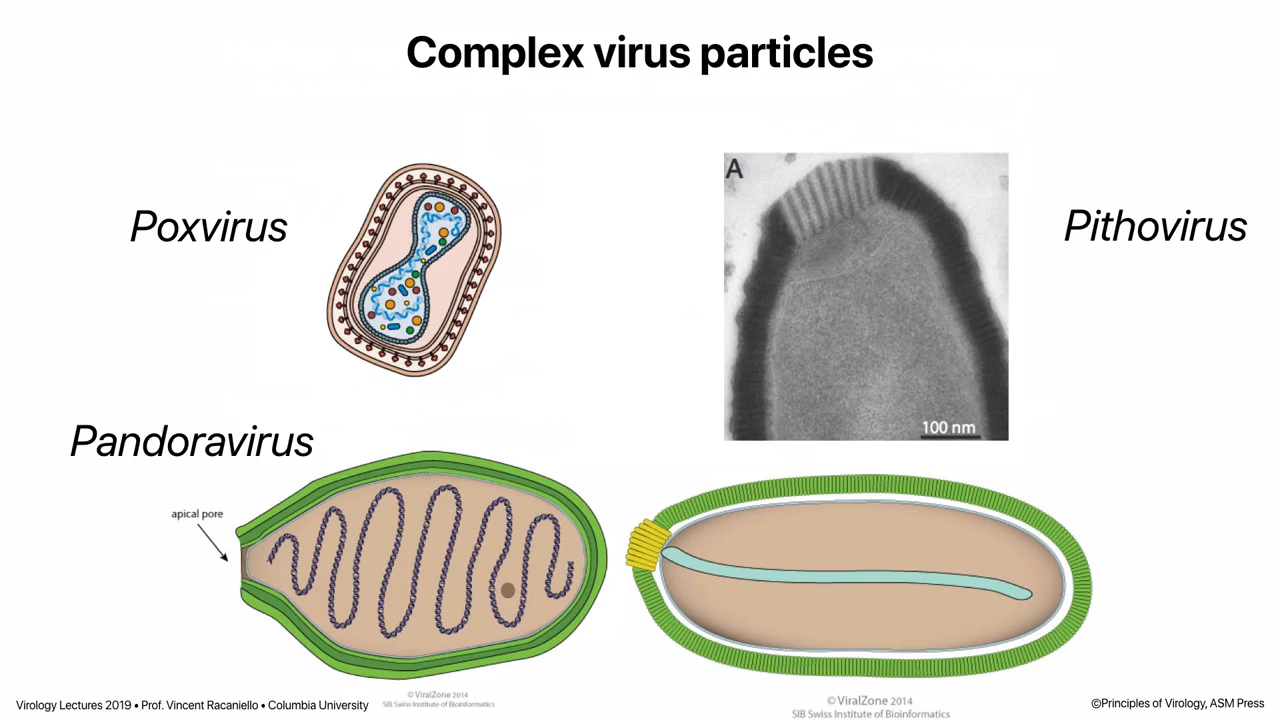 Complex virus particles
Poxvirus
A
Pithovirus
100 nm
Pandoravirus
apical pore
©ViralZone 2014
SIB Swiss Institute of Bioinformatics
© ViralZone 2014
SIB Swiss Institute of Bioinformatics
Virology Lectures 2019 • Prof. Vincent Racaniello • Columbia University
©Principles of Virology, ASM Press